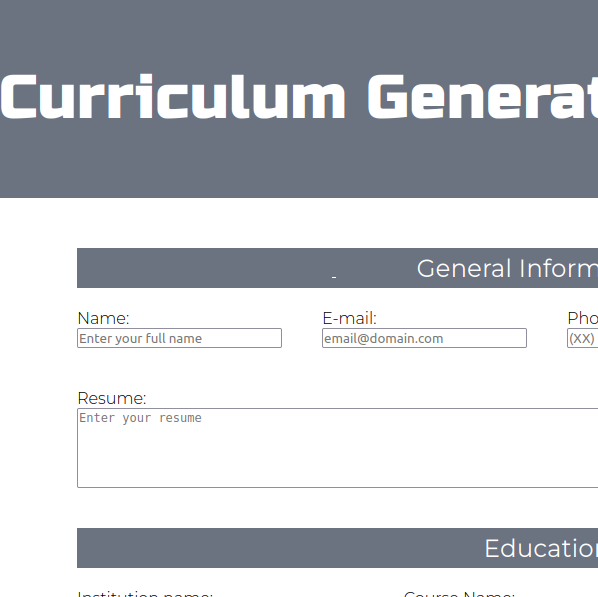 Curriculum Generat
General Inform
Name: E-mail: Pho
Enter your full name email@domain.com (XX)
Resume:
Enter your resume
Education
Institution name: Course Name: